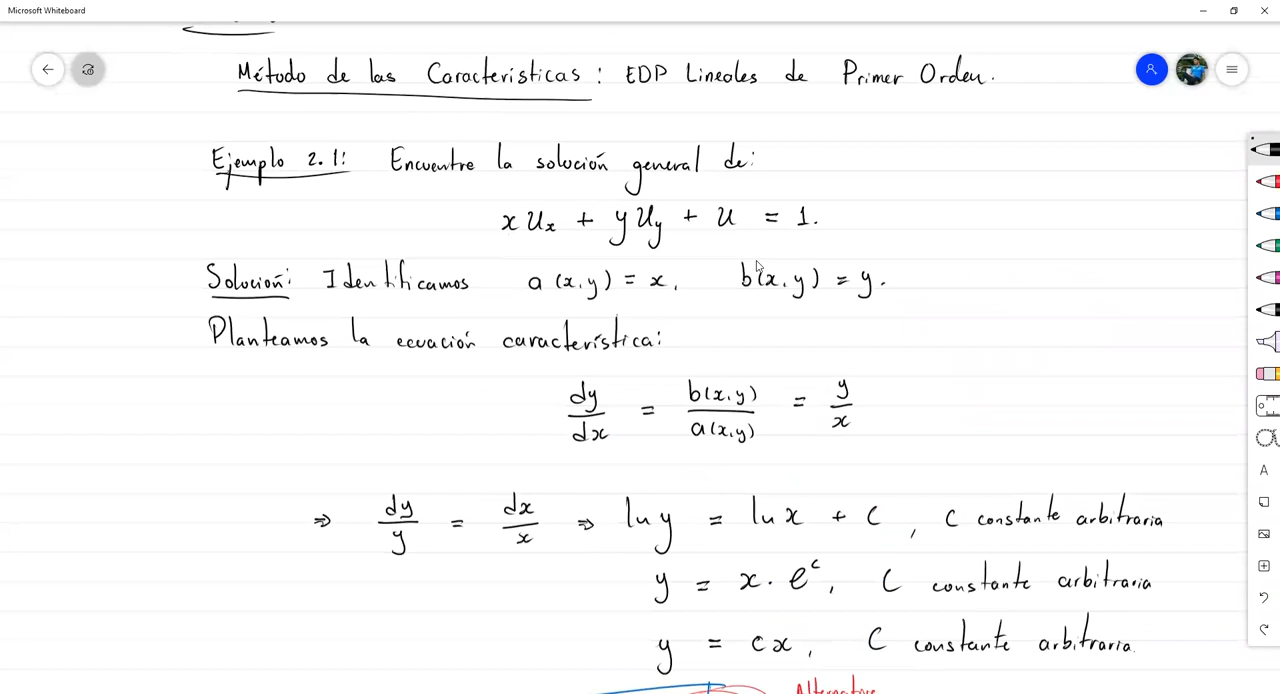 Microsoft Whiteboard
Método de las Características: EDP Lineales de Primer Orden.
Ejemplo 2.1: Encuentre la solución general de:
x Ux + y Uy + u = 1.
Solución: Identificamos a(x,y) = x, b(x,y) = y.
Planteamos la ecuación característica:
dy/dx = b(x,y)/a(x,y) = y/x
⇒ dy/y = dx/x ⇒ ln y = ln x + C, C constante arbitraria
y = x · e^c, C constante arbitraria
y = cx, C constante arbitraria.
A